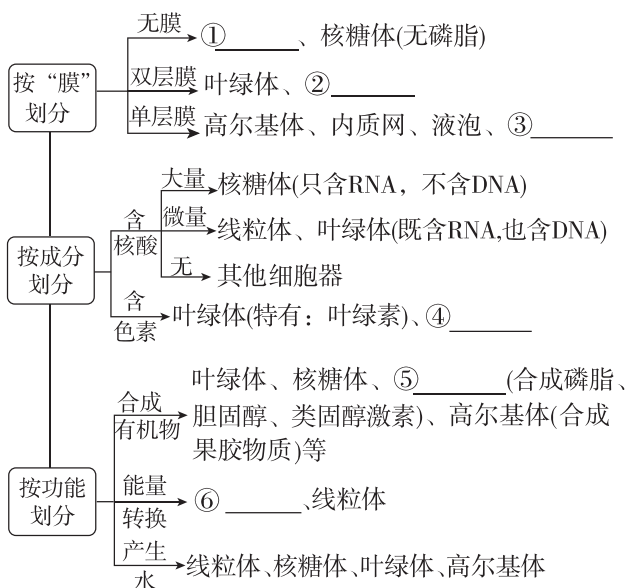 无膜
①______、核糖体(无磷脂)
按“膜”
划分
双层膜
叶绿体、②______
单层膜
高尔基体、内质网、液泡、③______
大量
核糖体(只含RNA，不含DNA)
含
核酸
微量
线粒体、叶绿体(既含RNA,也含DNA)
按成分
划分
无
其他细胞器
含
色素
叶绿体(特有：叶绿素)、④______
叶绿体、核糖体、⑤______(合成磷脂、
合成
有机物
胆固醇、类固醇激素)、高尔基体(合成
果胶物质)等
按功能
划分
能量
转换
⑥______、线粒体
产生
水
线粒体、核糖体、叶绿体、高尔基体